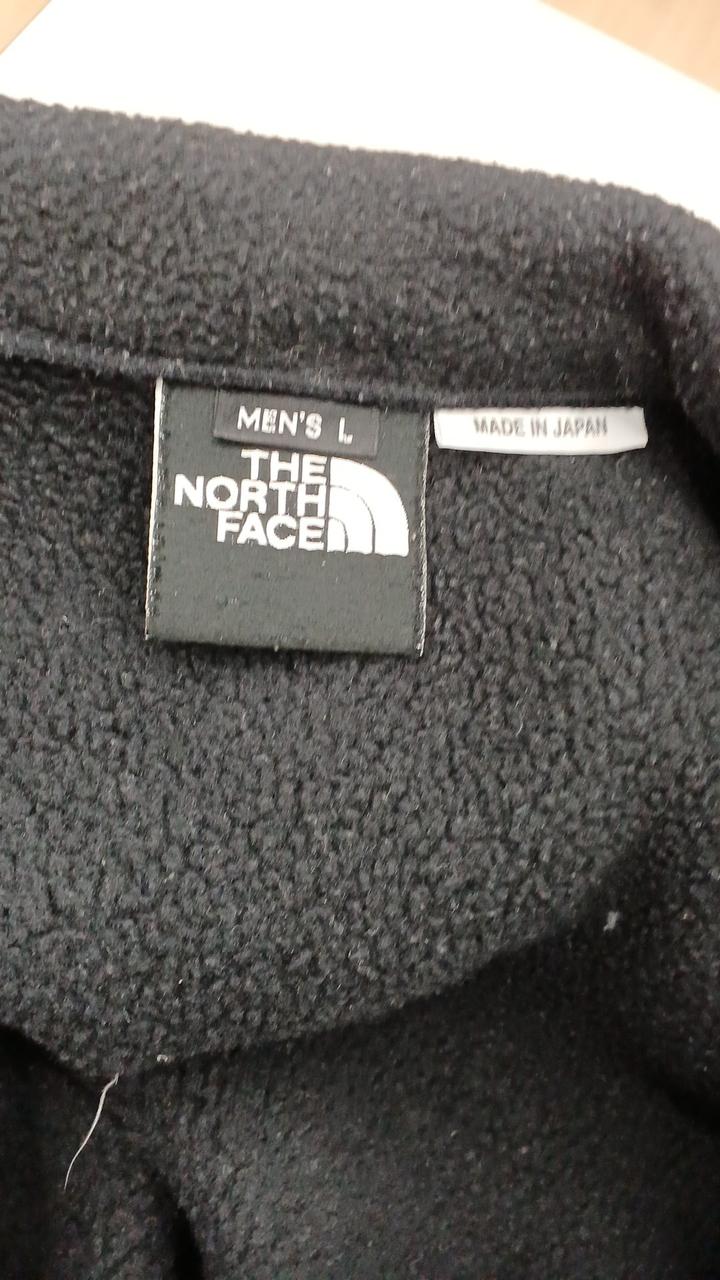 MEN'S L
THE
NORTH
FACE
MADE IN JAPAN